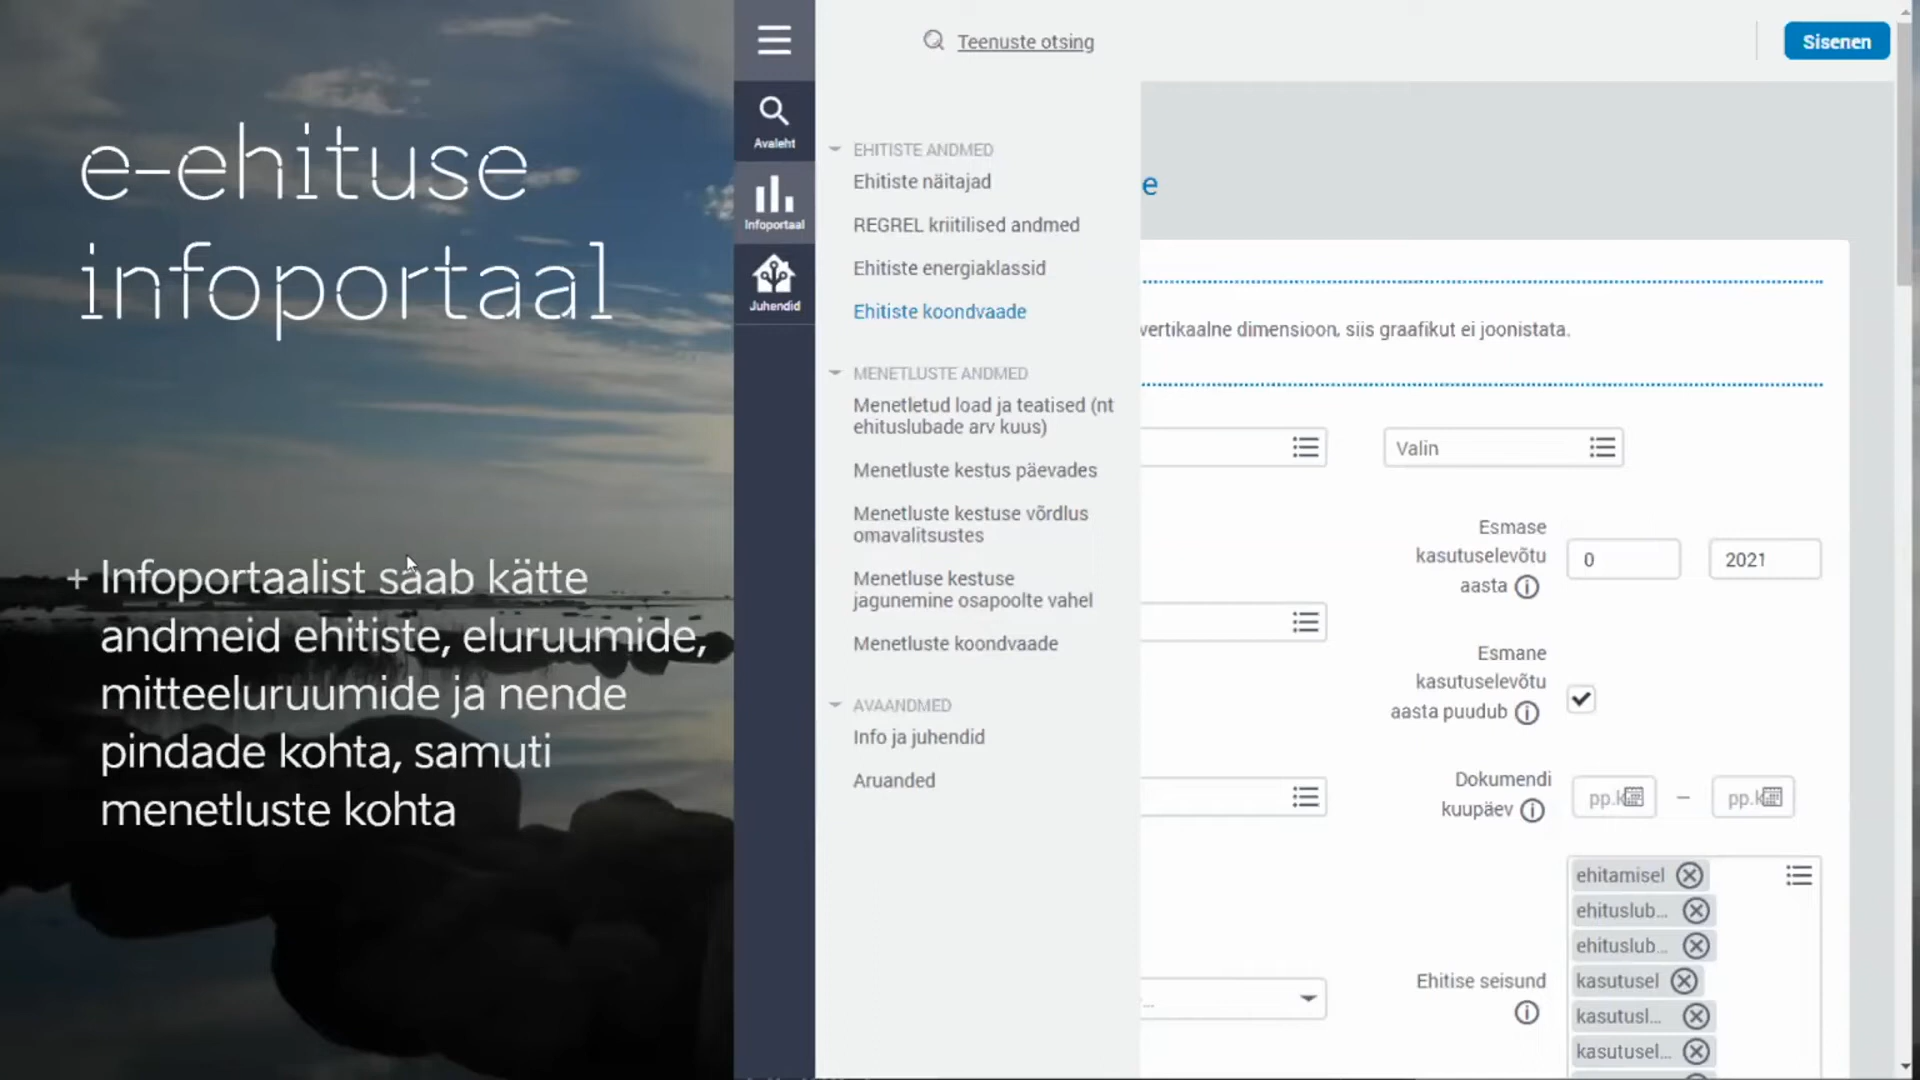 e-ehituse
infoportaal
+ Infoportaalist saab kätte
andmeid ehitiste, eluruumide,
mitteeluruumide ja nende
pindade kohta, samuti
menetluste kohta
Avaleht
Infoportaal
Juhendid
Teenuste otsing
Sisenen
EHITISTE ANDMED
Ehitiste näitajad
REGREL kriitilised andmed
Ehitiste energiaklassid
Ehitiste koondvaade
MENETLUSTE ANDMED
Menetletud load ja teatised (nt
ehituslubade arv kuus)
Menetluste kestus päevades
Menetluste kestuse võrdlus
omavalitsustes
Menetluse kestuse
jagunemine osapoolte vahel
Menetluste koondvaade
AVAANDMED
Info ja juhendid
Aruanded
e
vertikaalne dimensioon, siis graafikut ei joonistata.
Valin
Esmase
kasutuselevõtu
aasta
0
2021
Esmane
kasutuselevõtu
aasta puudub
Dokumendi
kuupäev
pp.k
–
pp.k
Ehitise seisund
ehitamisel
ehituslub...
ehituslub...
kasutusel
kasutusl...
kasutusel...
...